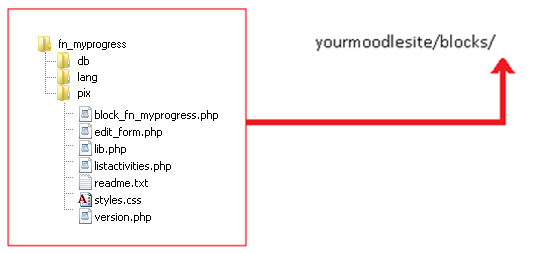 fn_myprogress
db
lang
pix
block_fn_myprogress.php
edit_form.php
lib.php
listactivities.php
readme.txt
styles.css
version.php
yourmoodlesite/blocks/